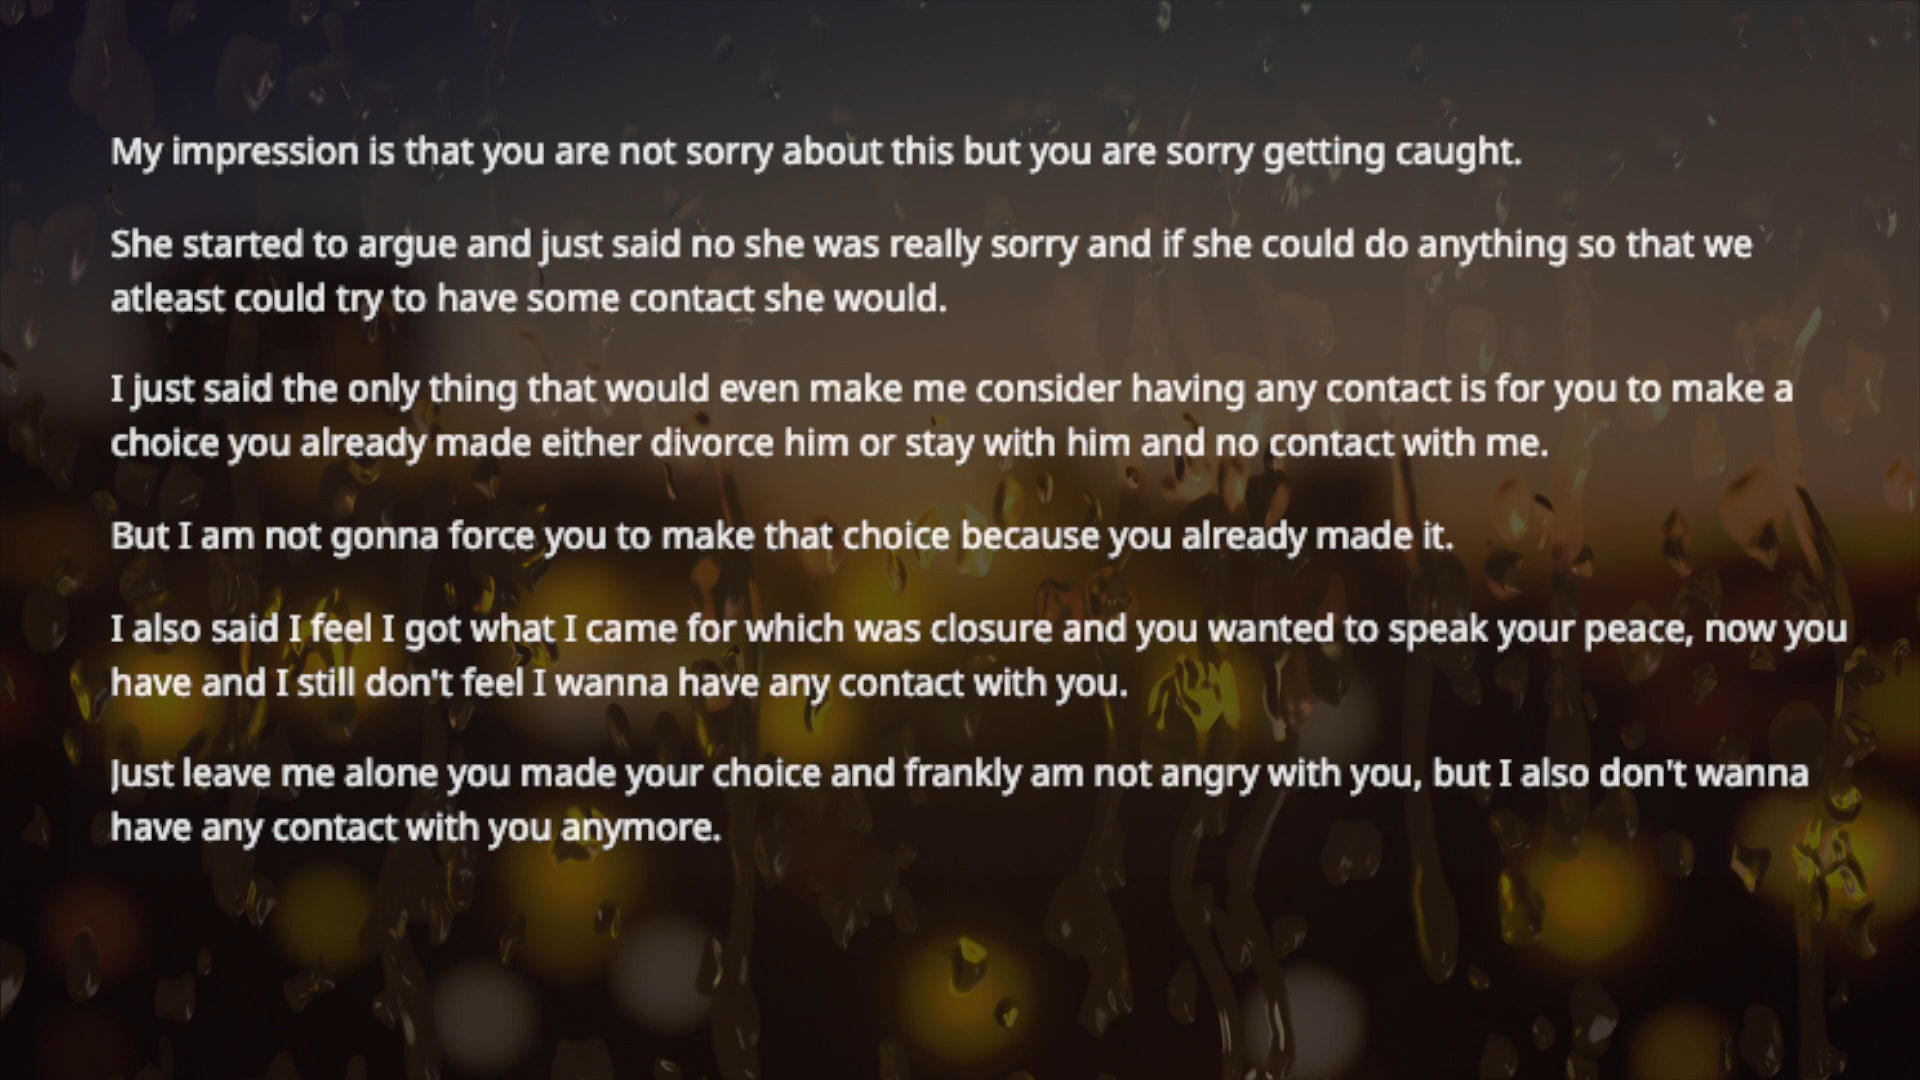 My impression is that you are not sorry about this but you are sorry getting caught.
She started to argue and just said no she was really sorry and if she could do anything so that we
atleast could try to have some contact she would.
I just said the only thing that would even make me consider having any contact is for you to make a
choice you already made either divorce him or stay with him and no contact with me.
But I am not gonna force you to make that choice because you already made it.
I also said I feel I got what I came for which was closure and you wanted to speak your peace, now you
have and I still don't feel I wanna have any contact with you.
Just leave me alone you made your choice and frankly am not angry with you, but I also don't wanna
have any contact with you anymore.